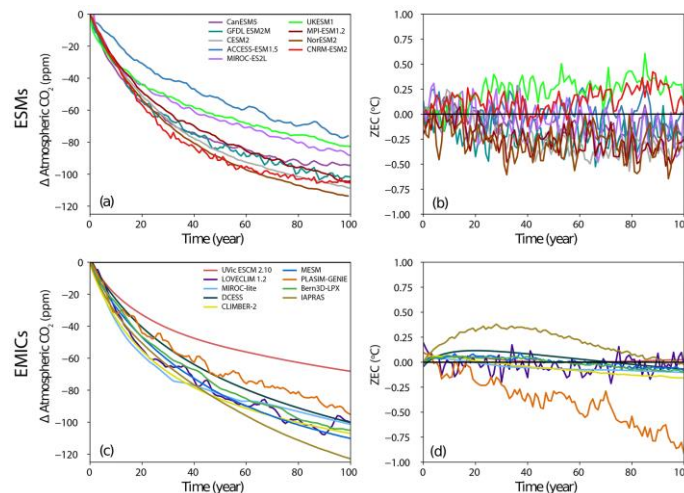 ESMs
Δ Atmospheric CO2 (ppm)
0
−20
−40
−60
−80
−100
−120
CanESM5
GFDL ESM2M
CESM2
ACCESS-ESM1.5
MIROC-ES2L
UKESM1
MPI-ESM1.2
NorESM2
CNRM-ESM2
(a)
0 20 40 60 80 100
Time (year)
ZEC (°C)
1.00
0.75
0.50
0.25
0.00
−0.25
−0.50
−0.75
−1.00
(b)
0 20 40 60 80 100
Time (year)
EMICs
Δ Atmospheric CO2 (ppm)
0
−20
−40
−60
−80
−100
−120
UVic ESCM 2.10
LOVECLIM 1.2
MIROC-lite
DCESS
CLIMBER-2
MESM
PLASIM-GENIE
Bern3D-LPX
IAPRAS
(c)
0 20 40 60 80 100
Time (year)
ZEC (°C)
1.00
0.75
0.50
0.25
0.00
−0.25
−0.50
−0.75
−1.00
(d)
0 20 40 60 80 100
Time (year)